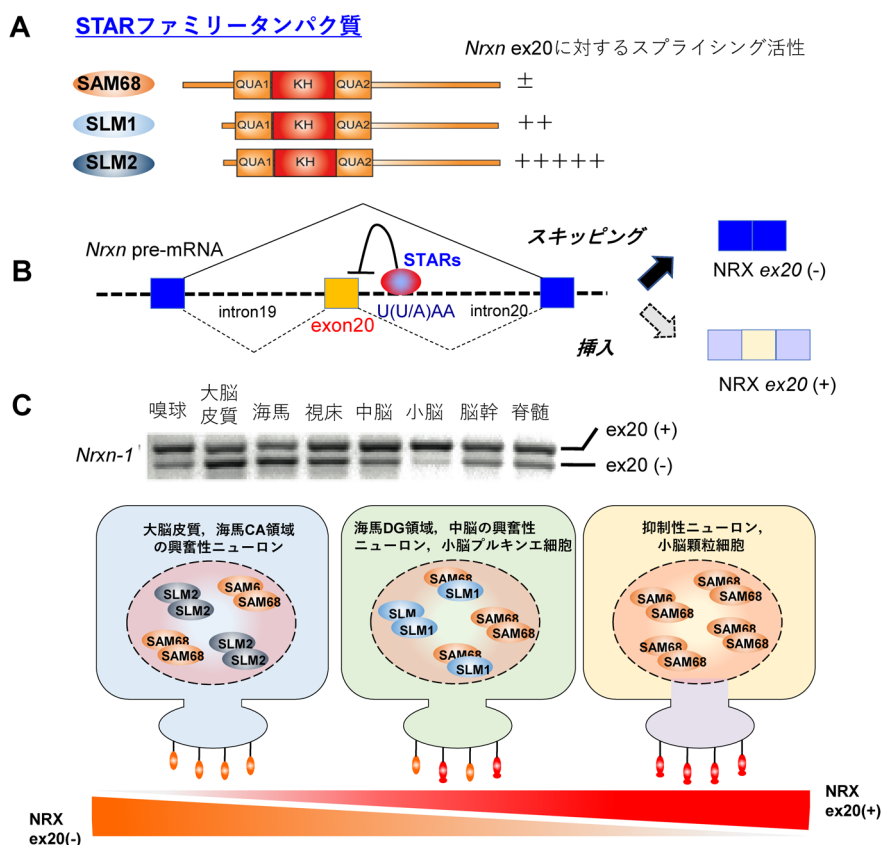 A
STARファミリータンパク質
Nrxn ex20に対するスプライシング活性
SAM68
QUA1
KH
QUA2
±
SLM1
QUA1
KH
QUA2
++
SLM2
QUA1
KH
QUA2
+++++
B
Nrxn pre-mRNA
STARs
intron19
exon20
U(U/A)AA
intron20
スキッピング
NRX ex20 (-)
挿入
NRX ex20 (+)
C
嗅球
大脳
皮質
海馬
視床
中脳
小脳
脳幹
脊髄
Nrxn-1
ex20 (+)
ex20 (-)
大脳皮質，海馬CA領域
の興奮性ニューロン
SLM2
SLM2
SAM6
SAM68
SAM68
SAM68
SLM2
SLM2
海馬DG領域，中脳の興奮性
ニューロン，小脳プルキンエ細胞
SAM68
SLM1
SLM
SLM1
SAM68
SAM68
SAM68
SLM1
抑制性ニューロン，
小脳顆粒細胞
SAM6
SAM68
SAM68
SAM68
SAM68
SAM68
SAM68
SAM68
NRX
ex20(-)
NRX
ex20(+)